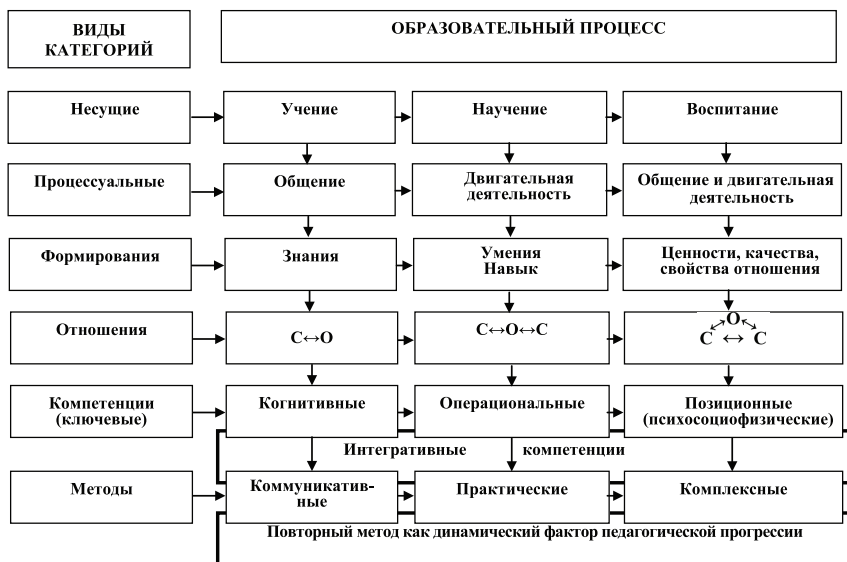 ВИДЫ
КАТЕГОРИЙ
ОБРАЗОВАТЕЛЬНЫЙ ПРОЦЕСС
Несущие
Учение
Научение
Воспитание
Процессуальные
Общение
Двигательная
деятельность
Общение и двигательная
деятельность
Формирования
Знания
Умения
Навык
Ценности, качества,
свойства отношения
Отношения
С↔О
С↔О↔С
О
С ↔ С
Компетенции
(ключевые)
Когнитивные
Операциональные
Позиционные
(психосоциофизические)
Интегративные компетенции
Методы
Коммуникатив-
ные
Практические
Комплексные
Повторный метод как динамический фактор педагогической прогрессии